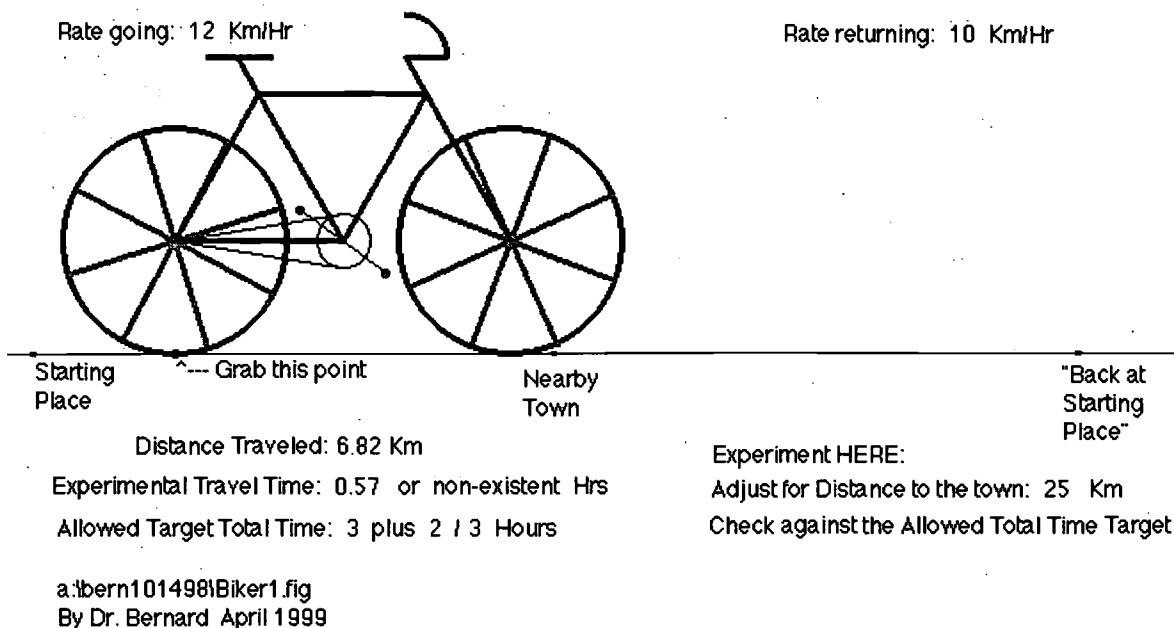 Rate going: 12 Km/Hr
Rate returning: 10 Km/Hr
Starting
Place
^--- Grab this point
Nearby
Town
"Back at
Starting
Place"
Distance Traveled: 6.82 Km
Experimental Travel Time: 0.57 or non-existent Hrs
Allowed Target Total Time: 3 plus 2 / 3 Hours
Experiment HERE:
Adjust for Distance to the town: 25 Km
Check against the Allowed Total Time Target
a:\bern101498\Biker1.fig
By Dr. Bernard April 1999